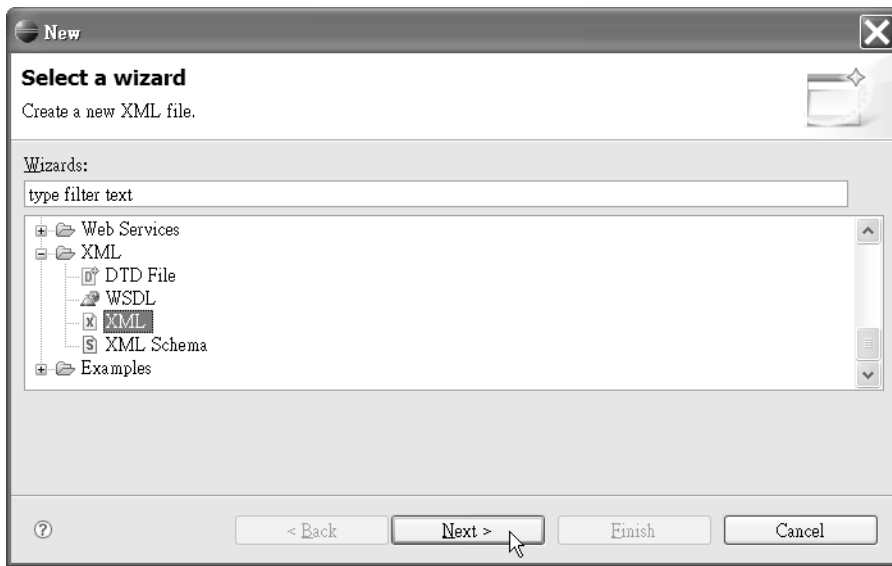 New
Select a wizard
Create a new XML file.
Wizards:
type filter text
Web Services
XML
DTD File
WSDL
XML
XML Schema
Examples
< Back Next > Finish Cancel